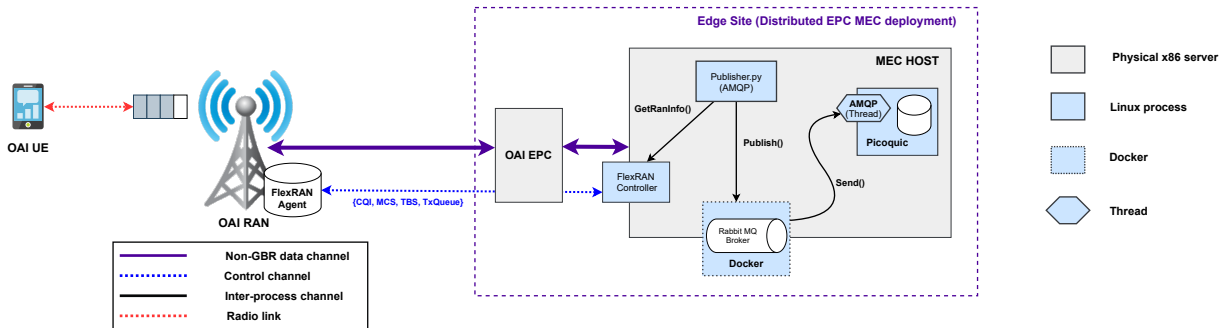 Edge Site (Distributed EPC MEC deployment)
MEC HOST
Publisher.py
(AMQP)
GetRanInfo()
Publish()
AMQP
(Thread)
Picoquic
Send()
OAI UE
OAI EPC
FlexRAN
Controller
FlexRAN
Agent
OAI RAN
{CQI, MCS, TBS, TxQueue}
Rabbit MQ
Broker
Docker
Non-GBR data channel
Control channel
Inter-process channel
Radio link
Physical x86 server
Linux process
Docker
Thread